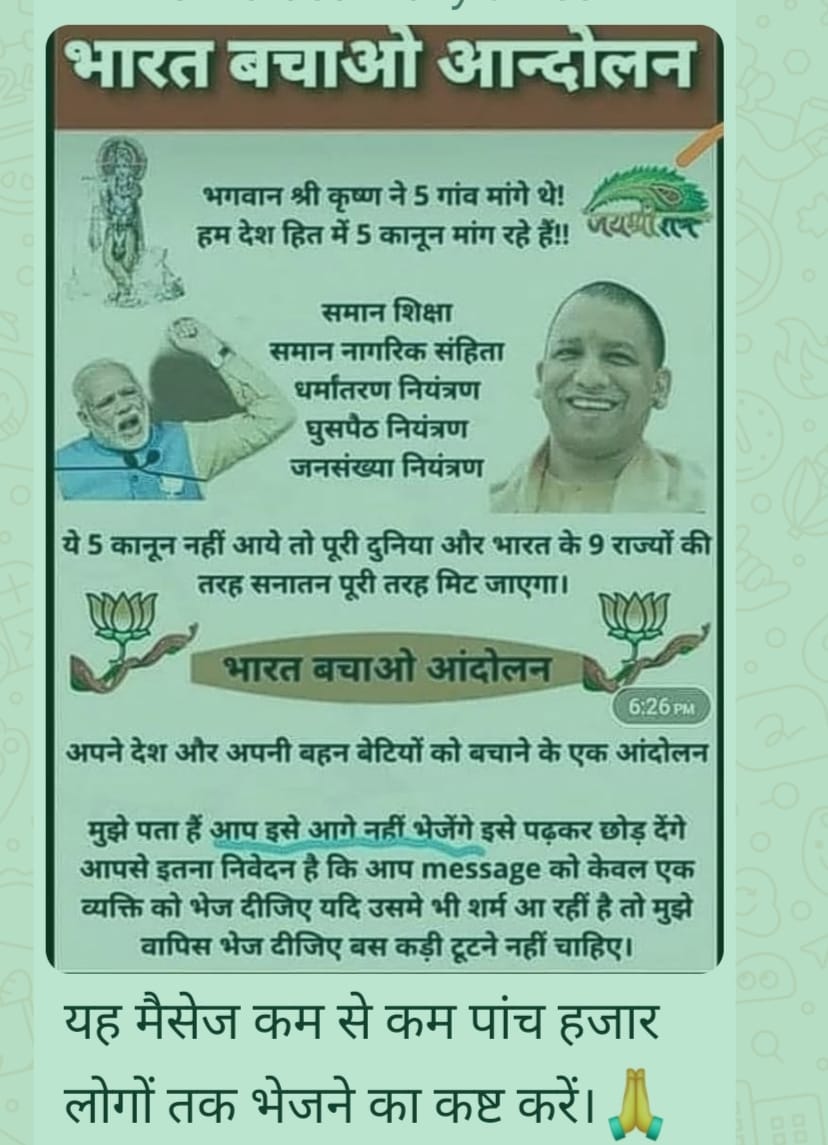 भारत बचाओ आन्दोलन
भगवान श्री कृष्ण ने 5 गांव मांगे थे!
हम देश हित में 5 कानून मांग रहे हैं!!
जय श्री राम
समान शिक्षा
समान नागरिक संहिता
धर्मांतरण नियंत्रण
घुसपैठ नियंत्रण
जनसंख्या नियंत्रण
ये 5 कानून नहीं आये तो पूरी दुनिया और भारत के 9 राज्यों की
तरह सनातन पूरी तरह मिट जाएगा।
भारत बचाओ आंदोलन
6:26 PM
अपने देश और अपनी बहन बेटियों को बचाने के एक आंदोलन
मुझे पता हैं आप इसे आगे नहीं भेजेंगे इसे पढ़कर छोड़ देंगे
आपसे इतना निवेदन है कि आप message को केवल एक
व्यक्ति को भेज दीजिए यदि उसमे भी शर्म आ रहीं है तो मुझे
वापिस भेज दीजिए बस कड़ी टूटने नहीं चाहिए।
यह मैसेज कम से कम पांच हजार
लोगों तक भेजने का कष्ट करें।🙏